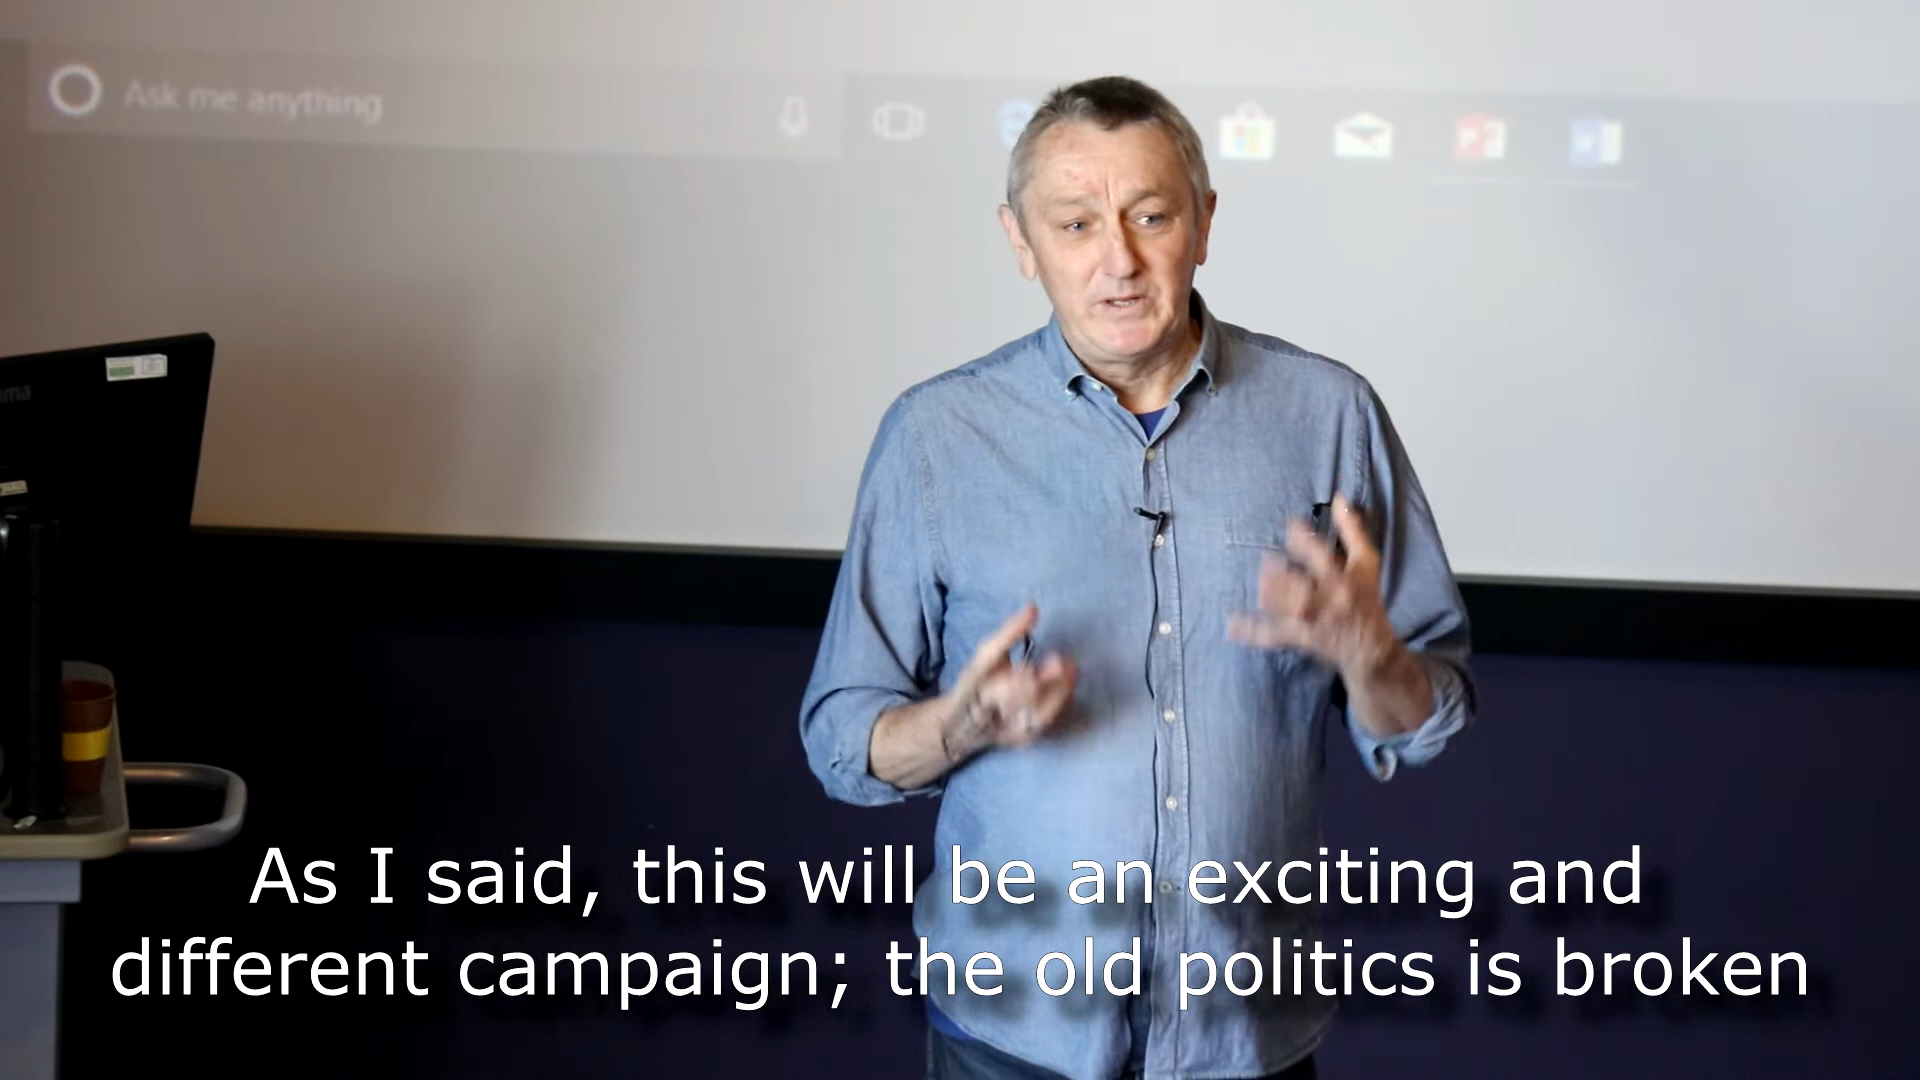 Ask me anything
As I said, this will be an exciting and
different campaign; the old politics is broken